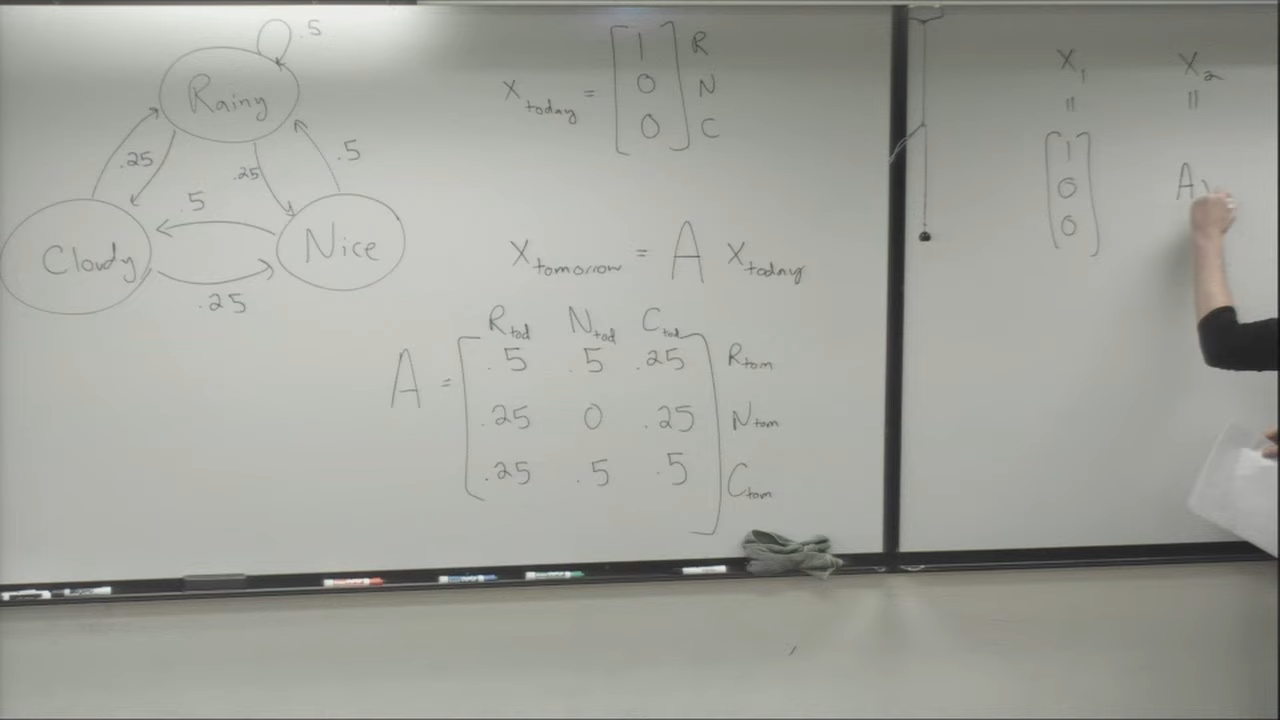 .5
Rainy
.25
.25
.5
.5
Cloudy
Nice
.25
X today = [1 0 0] R N C
X tomorrow = A X today
R tod N tod C tod
A = [.5 .5 .25] R tom
.25 0 .25 N tom
.25 .5 .5 C tom
X1 X2
= =
1
0
0
A